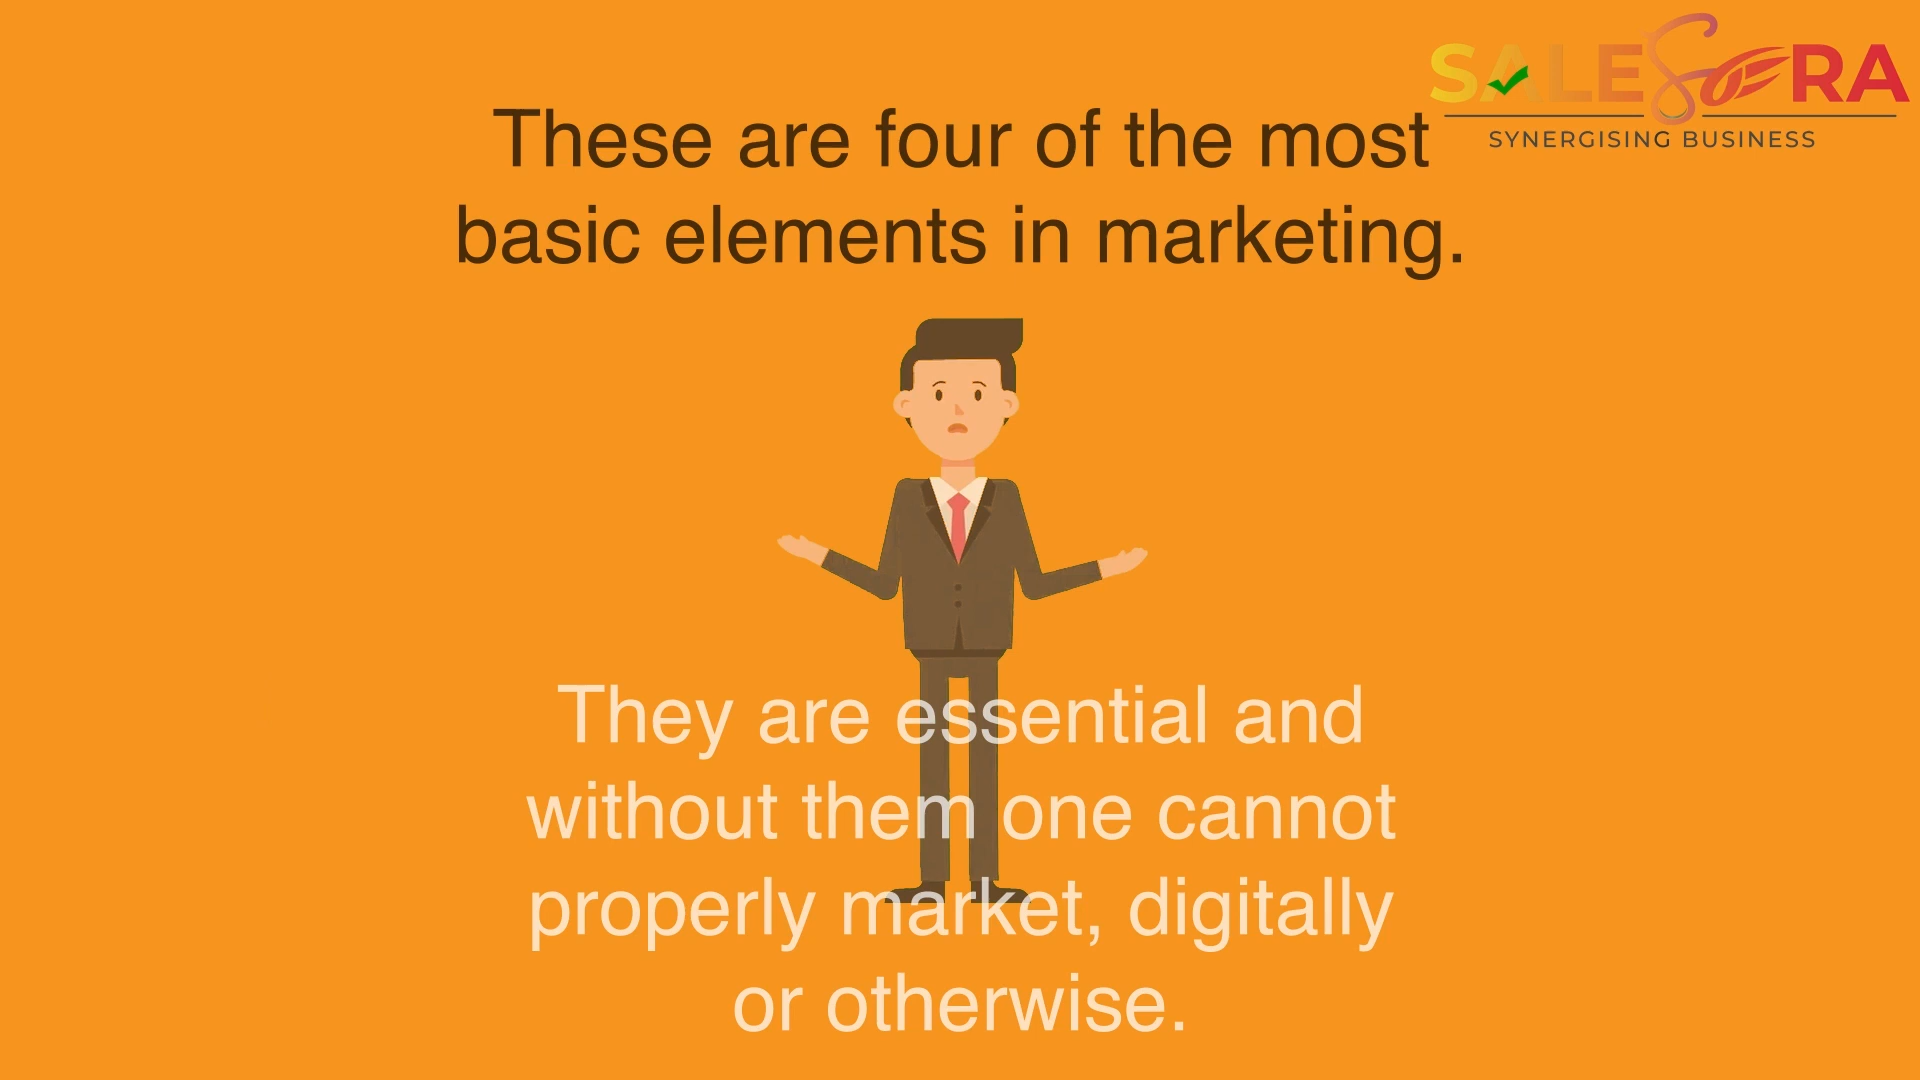 SALESERA
SYNERGISING BUSINESS
These are four of the most
basic elements in marketing.
They are essential and
without them one cannot
properly market, digitally
or otherwise.